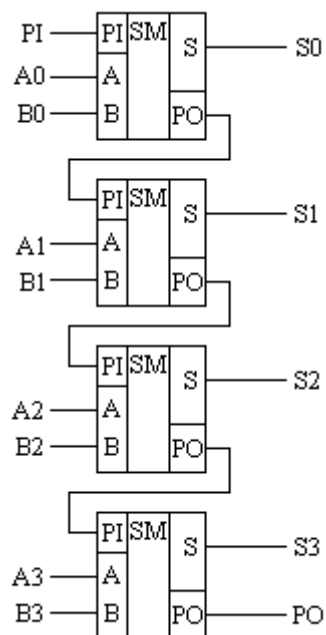 PI PI SM S S0
A0 A
B0 B PO
PI SM S S1
A1 A
B1 B PO
PI SM S S2
A2 A
B2 B PO
PI SM S S3
A3 A
B3 B PO PO